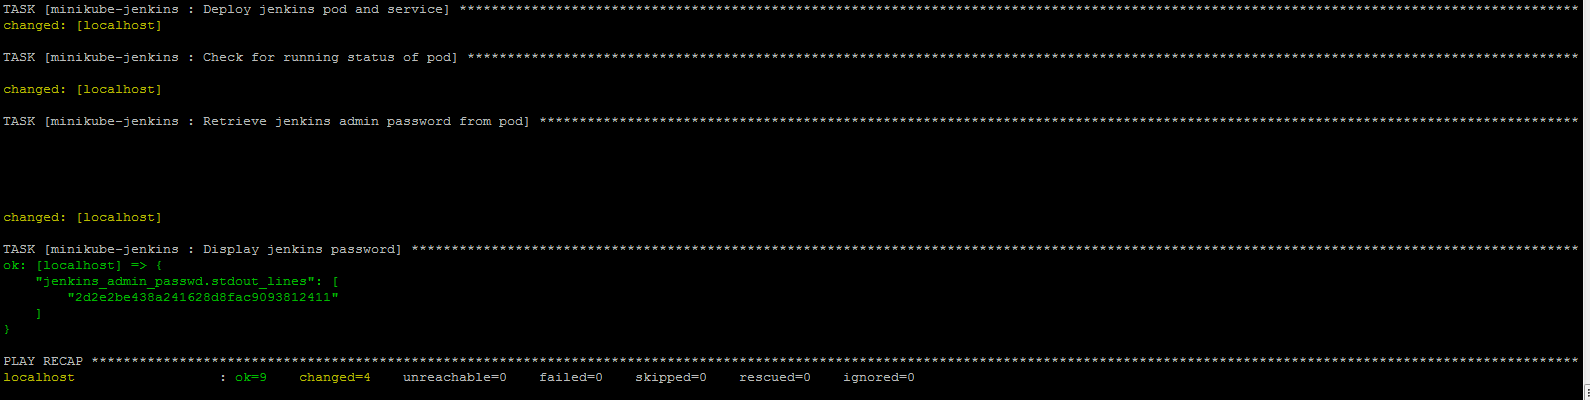 TASK [minikube-jenkins : Deploy jenkins pod and service] ********************************************************************************************************************************************
changed: [localhost]
TASK [minikube-jenkins : Check for running status of pod] *******************************************************************************************************************************************
changed: [localhost]
TASK [minikube-jenkins : Retrieve jenkins admin password from pod] **********************************************************************************************************************************
changed: [localhost]
TASK [minikube-jenkins : Display jenkins password] **************************************************************************************************************************************************
ok: [localhost] => {
    "jenkins_admin_passwd.stdout_lines": [
        "2d2e2be438a241628d8fac9093812411"
    ]
}
PLAY RECAP ******************************************************************************************************************************************************************************************
localhost                  : ok=9    changed=4    unreachable=0    failed=0    skipped=0    rescued=0    ignored=0